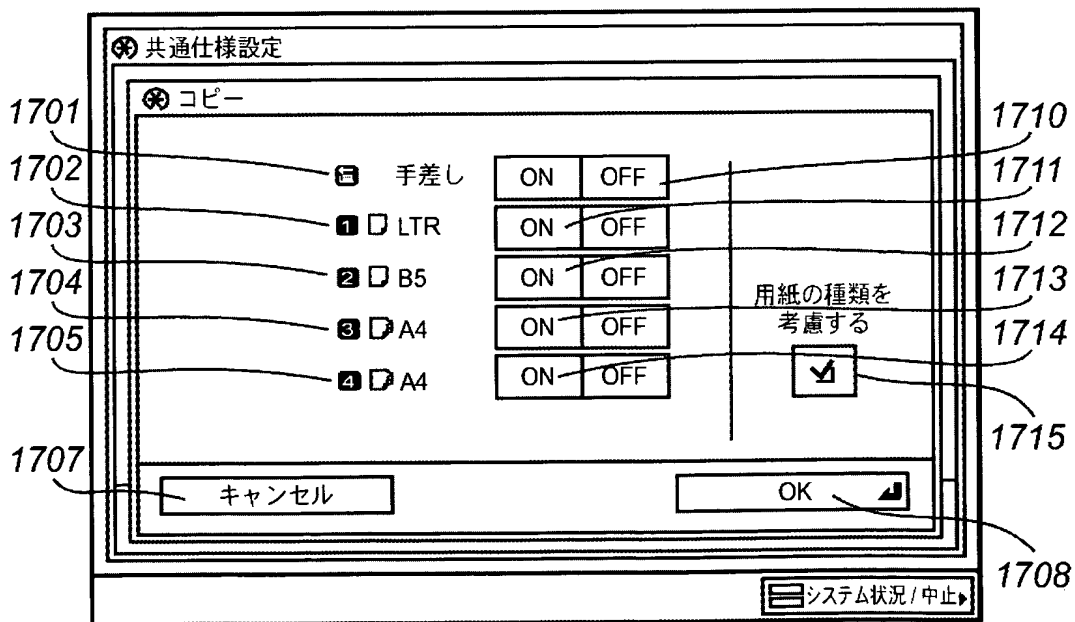 共通仕様設定
コピー
1701
1702
1703
1704
1705
1707
手差し ON OFF
1 LTR ON OFF
2 B5 ON OFF
3 A4 ON OFF
4 A4 ON OFF
用紙の種類を
考慮する
1710
1711
1712
1713
1714
1715
キャンセル
OK
1708
システム状況/中止